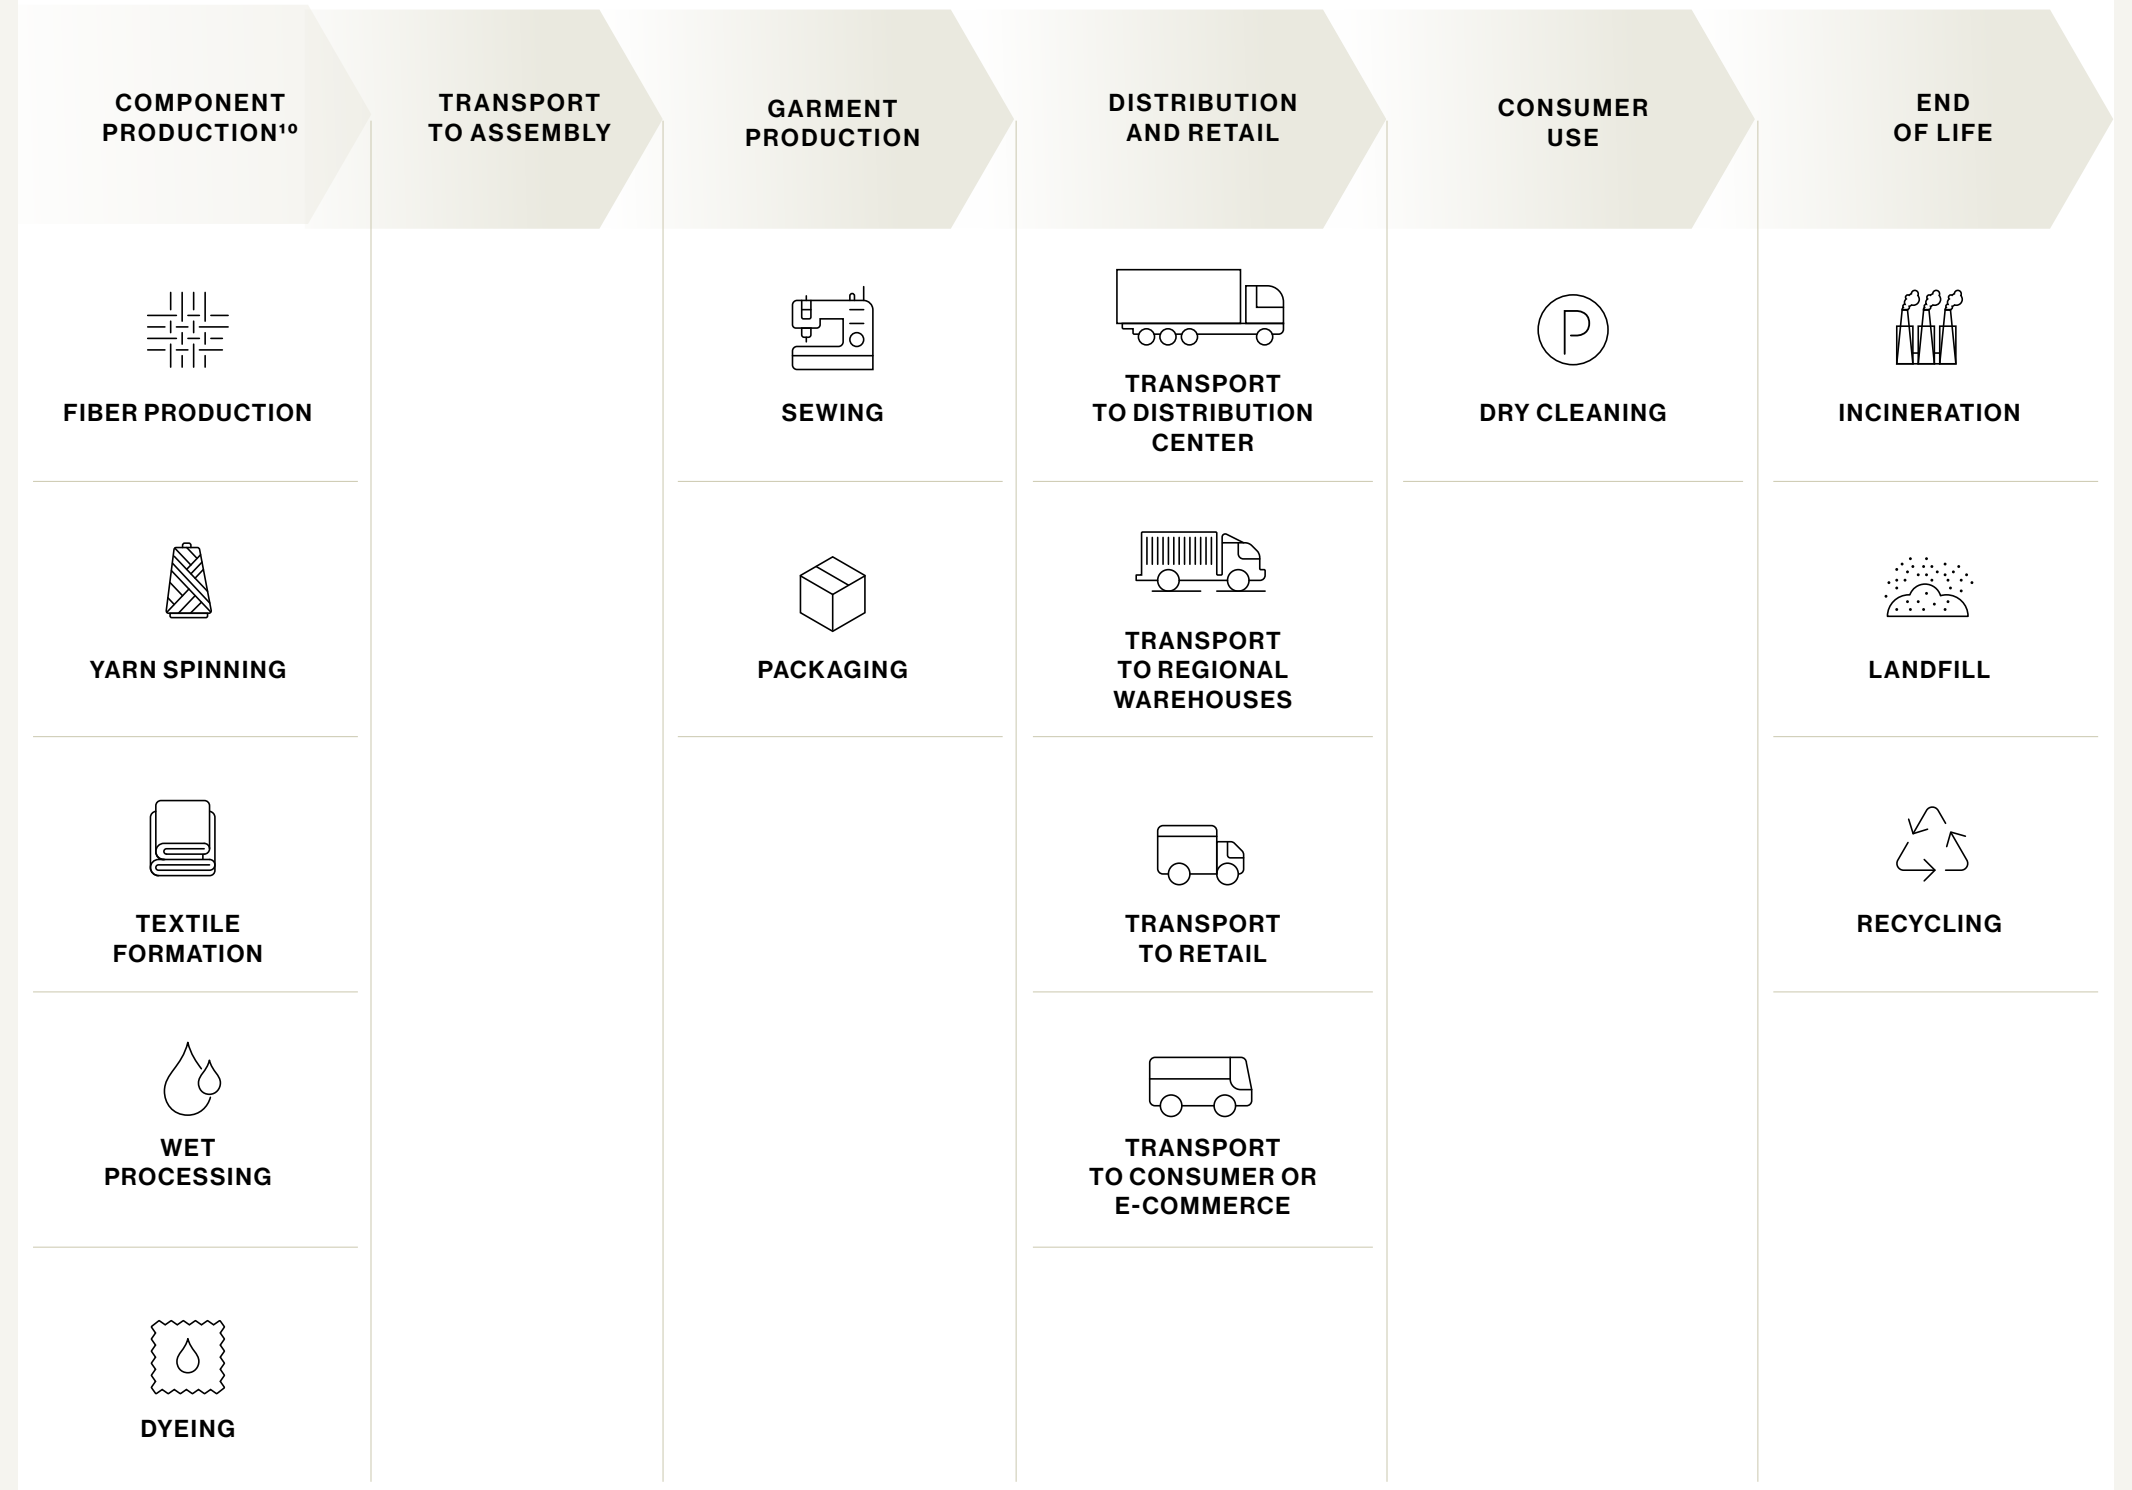 COMPONENT
PRODUCTION¹⁰
TRANSPORT
TO ASSEMBLY
GARMENT
PRODUCTION
DISTRIBUTION
AND RETAIL
CONSUMER
USE
END
OF LIFE
FIBER PRODUCTION
YARN SPINNING
TEXTILE
FORMATION
WET
PROCESSING
DYEING
SEWING
PACKAGING
TRANSPORT
TO DISTRIBUTION
CENTER
TRANSPORT
TO REGIONAL
WAREHOUSES
TRANSPORT
TO RETAIL
TRANSPORT
TO CONSUMER OR
E-COMMERCE
P
DRY CLEANING
INCINERATION
LANDFILL
RECYCLING